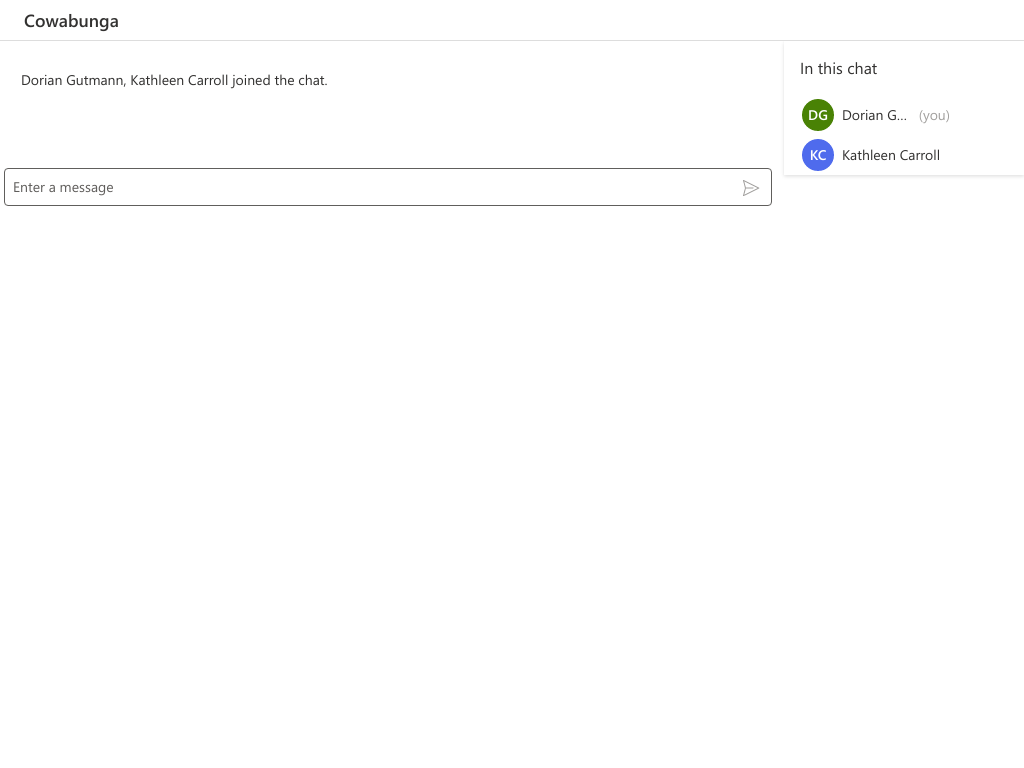 Cowabunga
Dorian Gutmann, Kathleen Carroll joined the chat.
Enter a message
In this chat
DG Dorian G... (you)
KC Kathleen Carroll